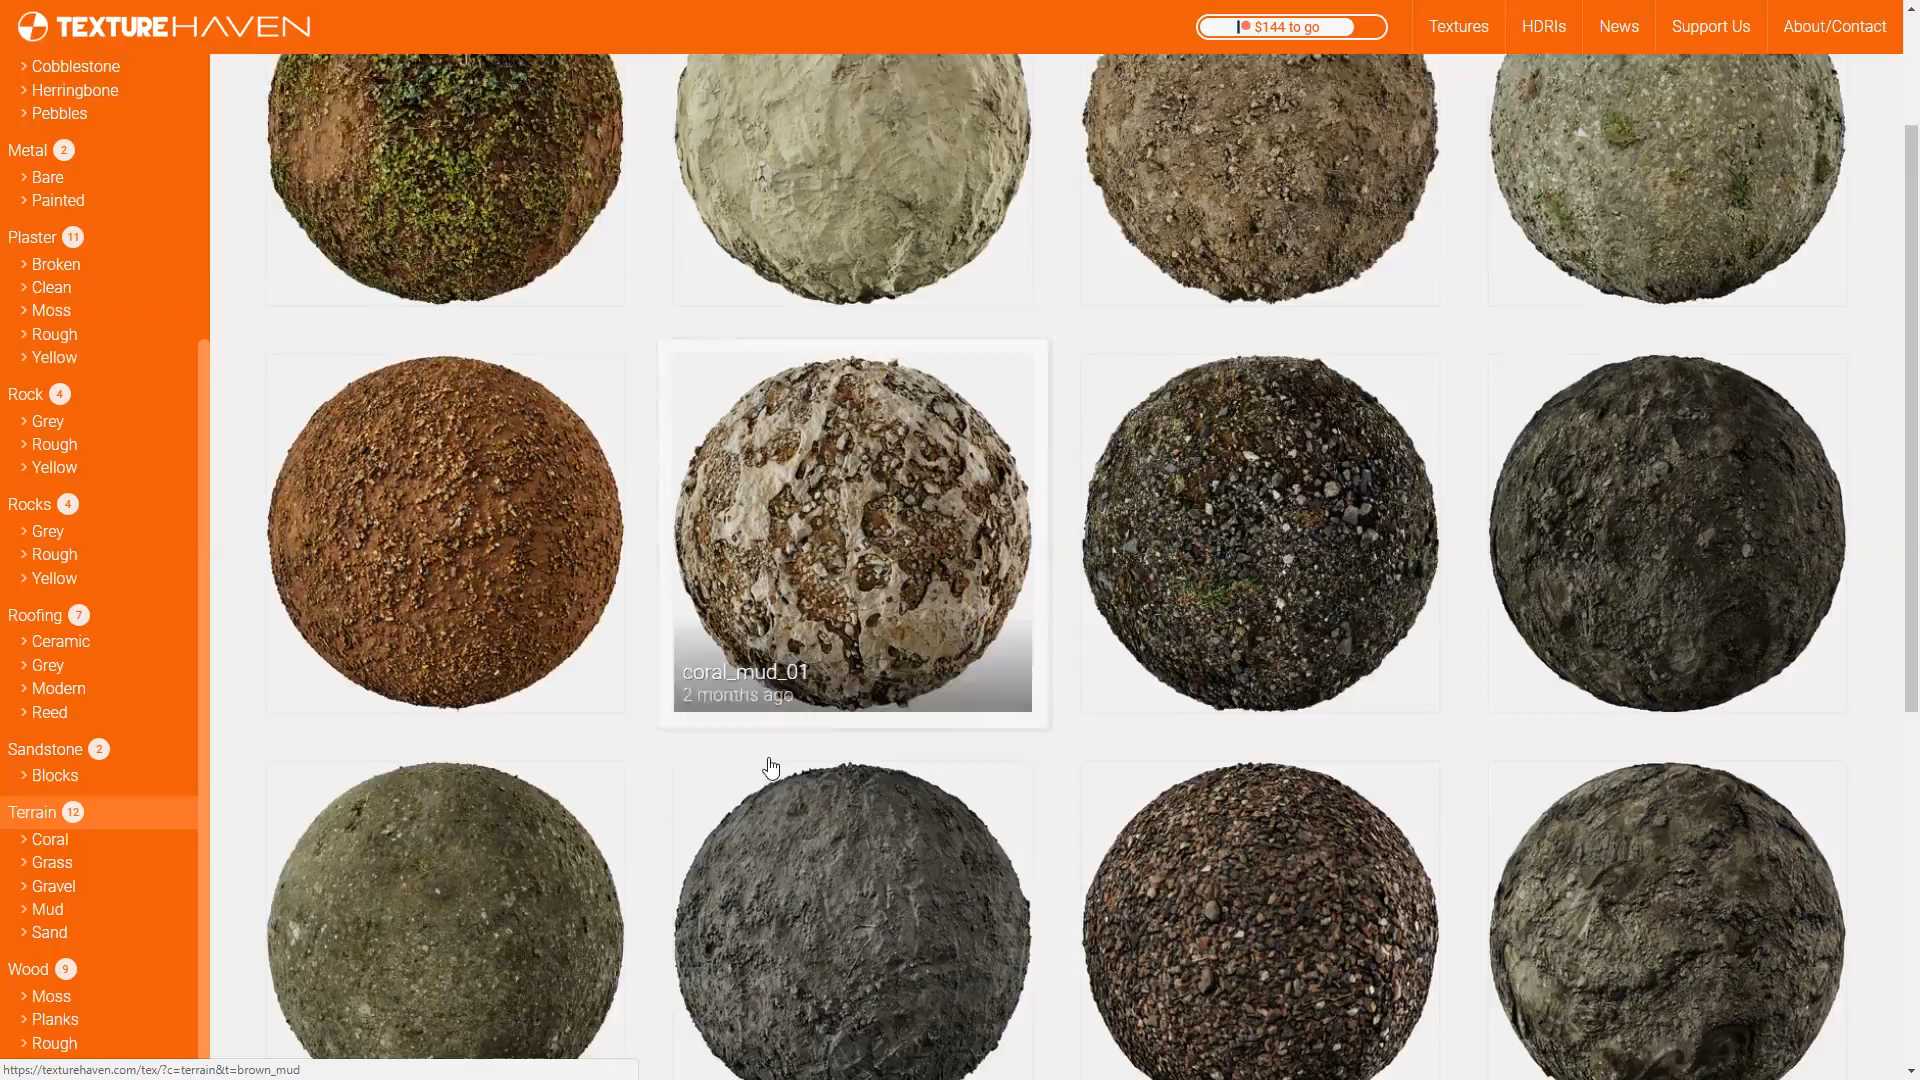 TEXTUREHAVEN
$144 to go
Textures
HDRIs
News
Support Us
About/Contact
> Cobblestone
> Herringbone
> Pebbles
Metal 2
> Bare
> Painted
Plaster 11
> Broken
> Clean
> Moss
> Rough
> Yellow
Rock 4
> Grey
> Rough
> Yellow
Rocks 4
> Grey
> Rough
> Yellow
Roofing 7
> Ceramic
> Grey
> Modern
> Reed
Sandstone 2
> Blocks
Terrain 12
> Coral
> Grass
> Gravel
> Mud
> Sand
Wood 9
> Moss
> Planks
> Rough
coral_mud_01
2 months ago
https://texturehaven.com/tex/?c=terrain&t=brown_mud